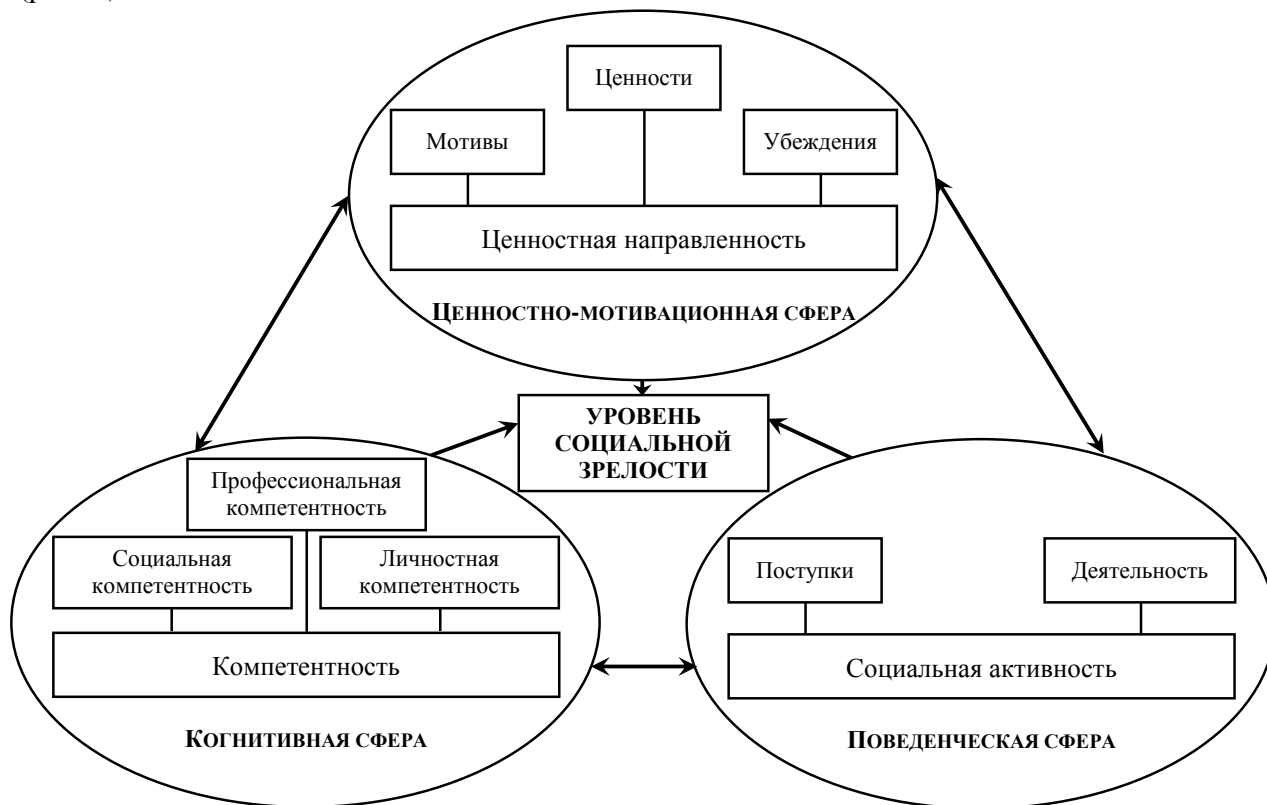 Ценности
Мотивы
Убеждения
Ценностная направленность
ЦЕННОСТНО-МОТИВАЦИОННАЯ СФЕРА
УРОВЕНЬ
СОЦИАЛЬНОЙ
ЗРЕЛОСТИ
Профессиональная
компетентность
Социальная
компетентность
Личностная
компетентность
Компетентность
КОГНИТИВНАЯ СФЕРА
Поступки
Деятельность
Социальная активность
ПОВЕДЕНЧЕСКАЯ СФЕРА